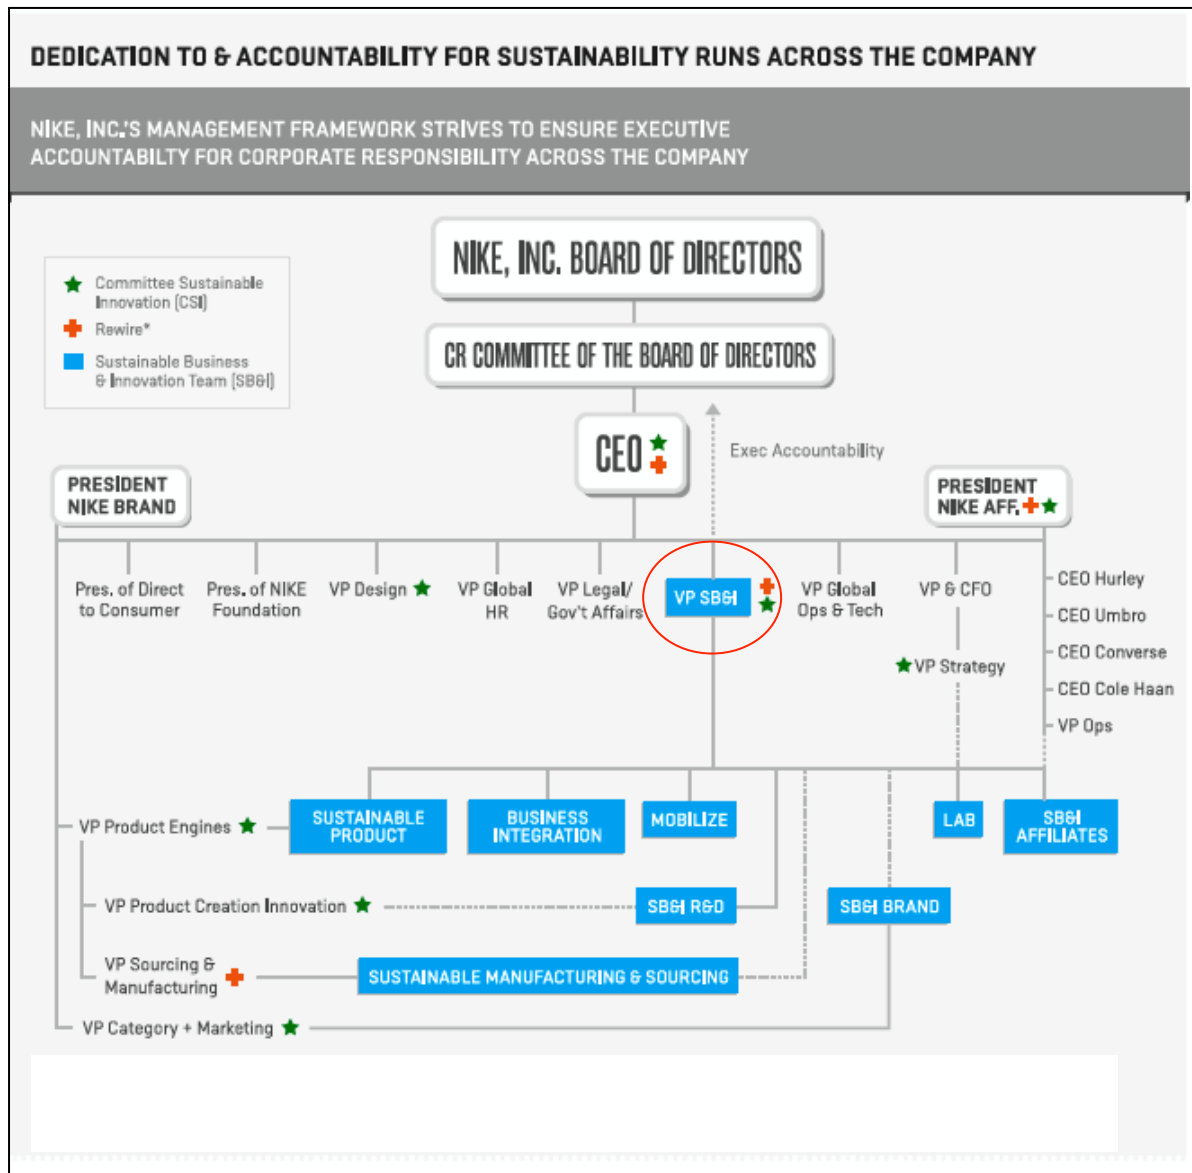 DEDICATION TO & ACCOUNTABILITY FOR SUSTAINABILITY RUNS ACROSS THE COMPANY
NIKE, INC.'S MANAGEMENT FRAMEWORK STRIVES TO ENSURE EXECUTIVE
ACCOUNTABILTY FOR CORPORATE RESPONSIBILITY ACROSS THE COMPANY
NIKE, INC. BOARD OF DIRECTORS
Committee Sustainable
Innovation (CSI)
Rewire*
Sustainable Business
& Innovation Team (SB&I)
CR COMMITTEE OF THE BOARD OF DIRECTORS
CEO
Exec Accountability
PRESIDENT
NIKE BRAND
PRESIDENT
NIKE AFF.
Pres. of Direct
to Consumer
Pres. of NIKE
Foundation
VP Design
VP Global
HR
VP Legal/
Gov't Affairs
VP SB&I
VP Global
Ops & Tech
VP & CFO
VP Strategy
CEO Hurley
CEO Umbro
CEO Converse
CEO Cole Haan
VP Ops
VP Product Engines
SUSTAINABLE
PRODUCT
BUSINESS
INTEGRATION
MOBILIZE
LAB
SB&I
AFFILIATES
VP Product Creation Innovation
SB&I R&D
SB&I BRAND
VP Sourcing &
Manufacturing
SUSTAINABLE MANUFACTURING & SOURCING
VP Category + Marketing